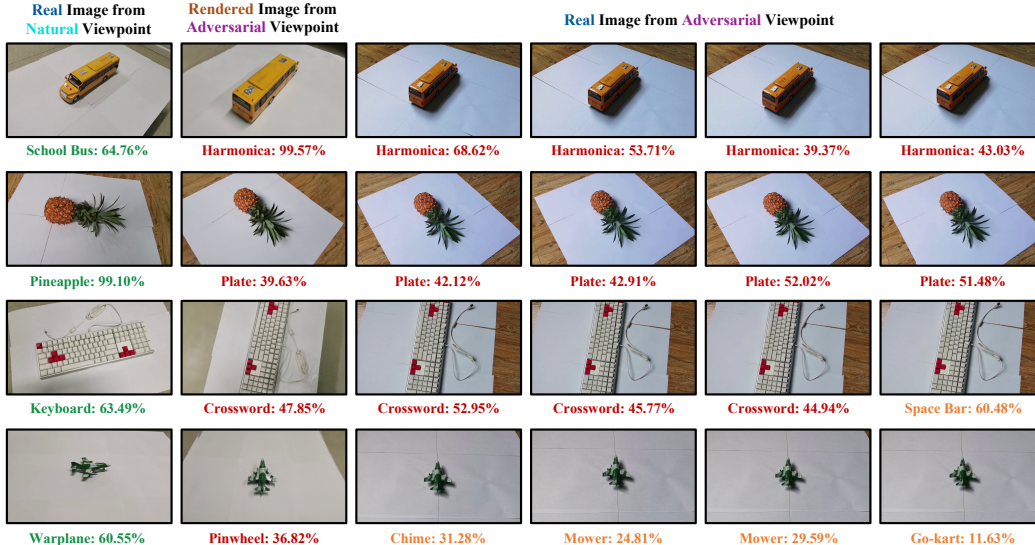 Real Image from
Natural Viewpoint
Rendered Image from
Adversarial Viewpoint
Real Image from Adversarial Viewpoint
School Bus: 64.76%
Harmonica: 99.57%
Harmonica: 68.62%
Harmonica: 53.71%
Harmonica: 39.37%
Harmonica: 43.03%
Pineapple: 99.10%
Plate: 39.63%
Plate: 42.12%
Plate: 42.91%
Plate: 52.02%
Plate: 51.48%
Keyboard: 63.49%
Crossword: 47.85%
Crossword: 52.95%
Crossword: 45.77%
Crossword: 44.94%
Space Bar: 60.48%
Warplane: 60.55%
Pinwheel: 36.82%
Chime: 31.28%
Mower: 24.81%
Mower: 29.59%
Go-kart: 11.63%